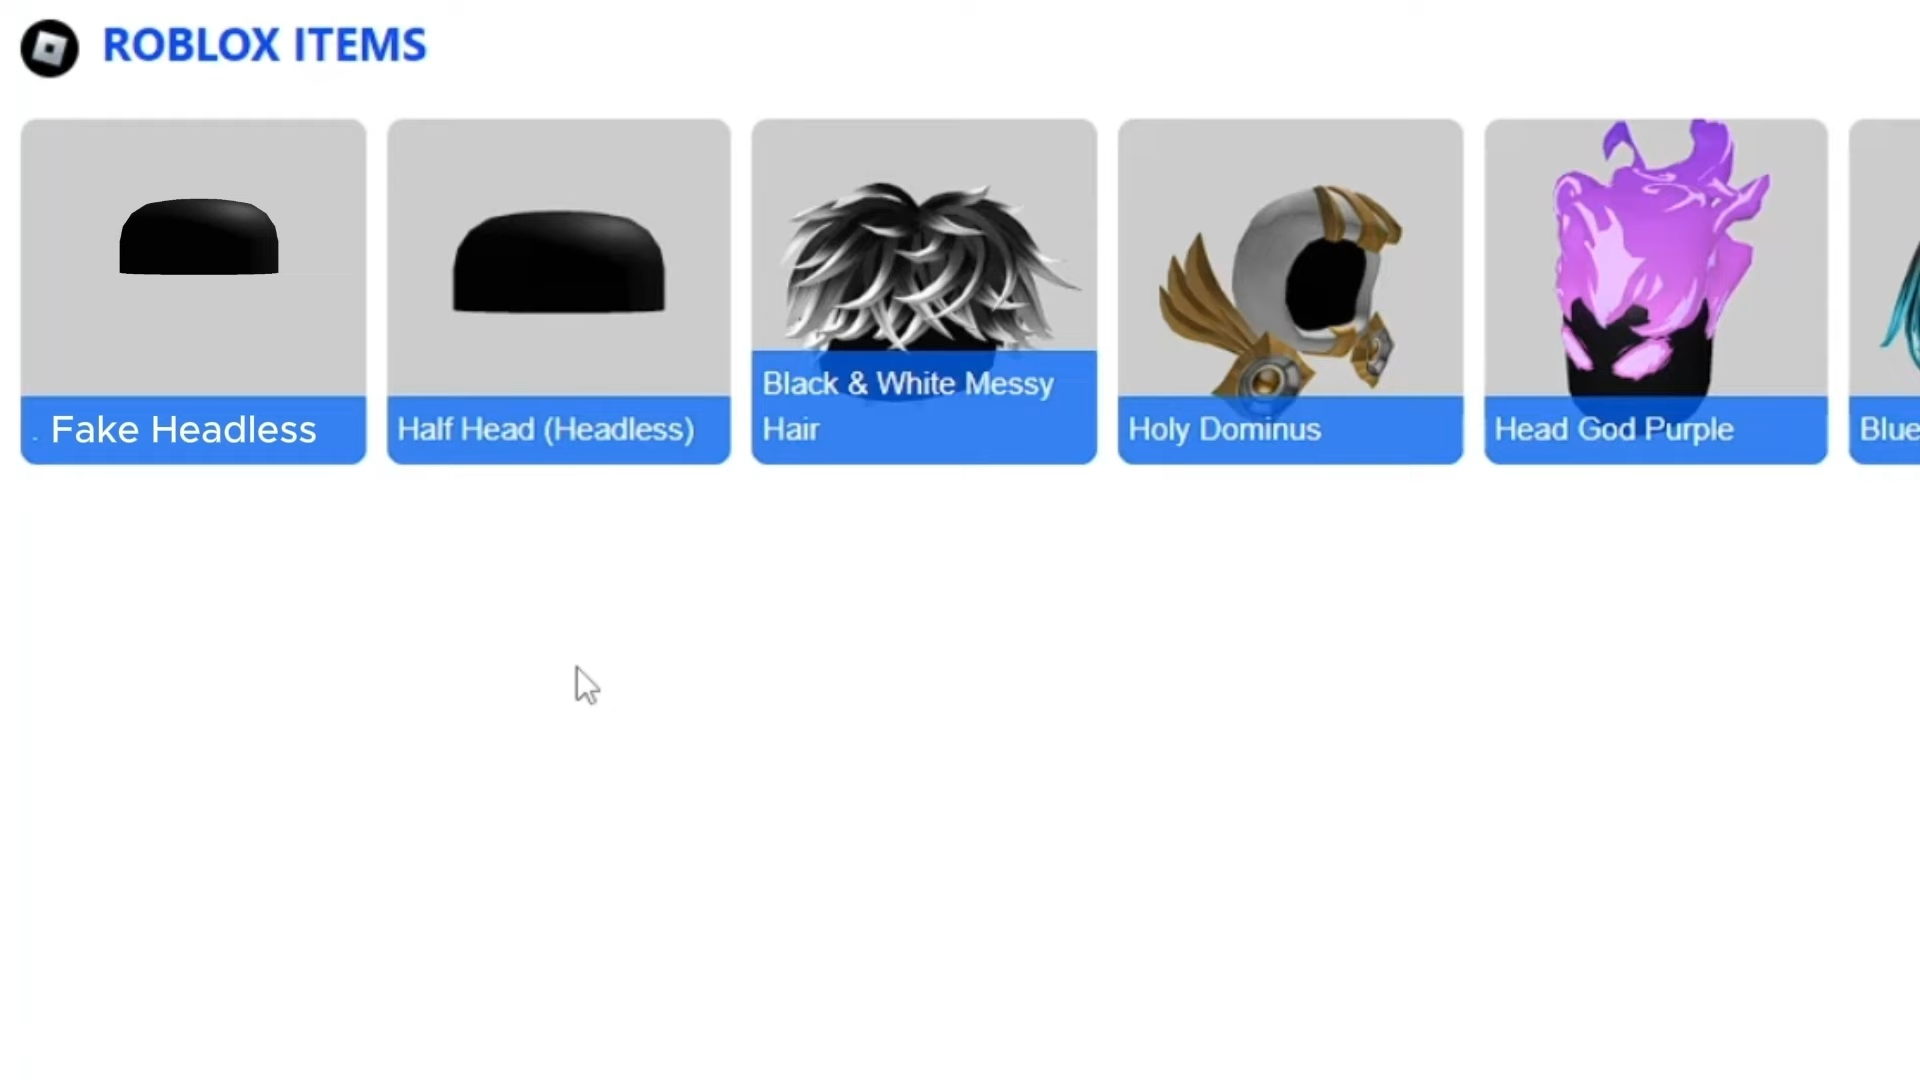 ROBLOX ITEMS
Fake Headless
Half Head (Headless)
Black & White Messy
Hair
Holy Dominus
Head God Purple
Blue